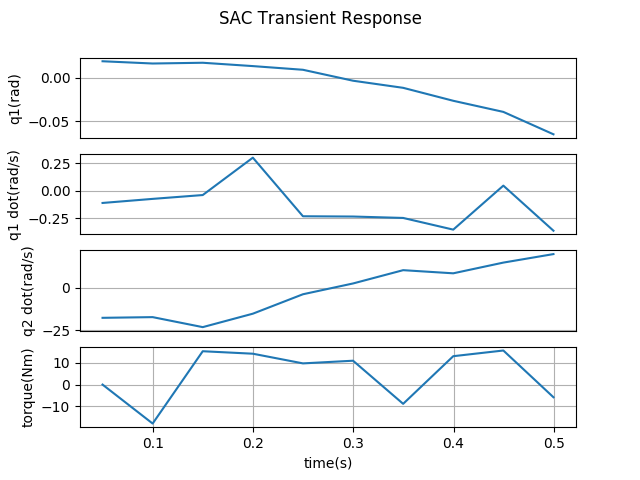 SAC Transient Response
q1(rad)
0.00
−0.05
q1 dot(rad/s)
0.25
0.00
−0.25
q2 dot(rad/s)
0
−25
torque(Nm)
10
0
−10
0.1 0.2 0.3 0.4 0.5
time(s)